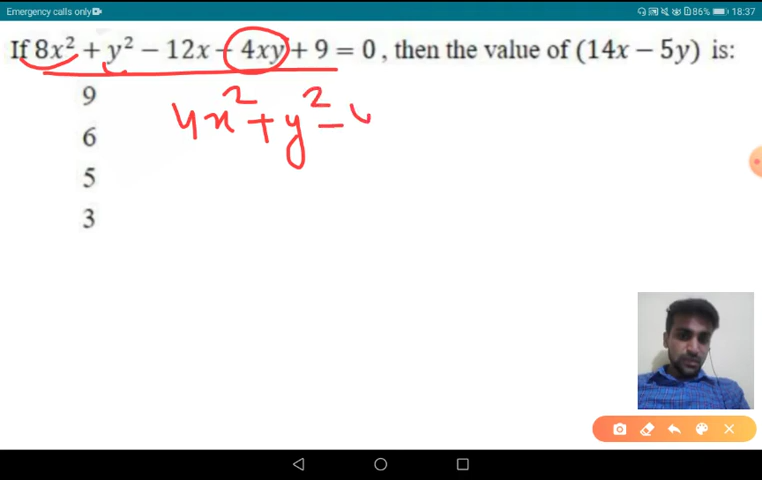 Emergency calls only
86% 18:37
If 8x² + y² − 12x − 4xy + 9 = 0, then the value of (14x − 5y) is:
9
4x² + y² − 4
6
5
3